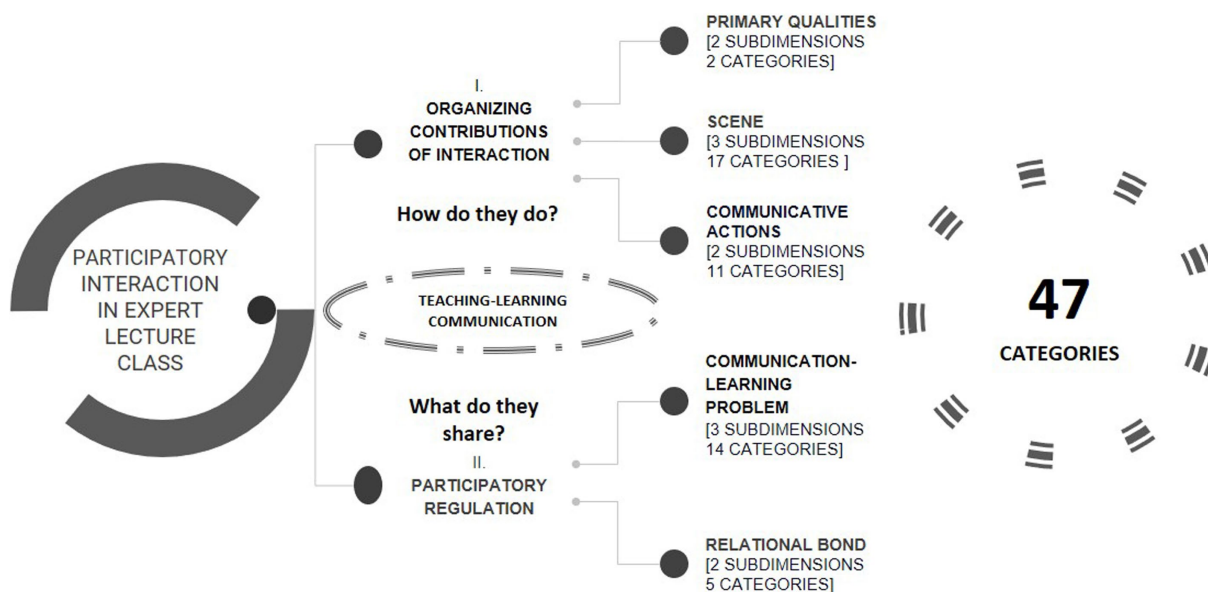 PARTICIPATORY
INTERACTION
IN EXPERT
LECTURE
CLASS
I.
ORGANIZING
CONTRIBUTIONS
OF INTERACTION
How do they do?
TEACHING-LEARNING
COMMUNICATION
What do they
share?
II.
PARTICIPATORY
REGULATION
PRIMARY QUALITIES
[2 SUBDIMENSIONS
2 CATEGORIES]
SCENE
[3 SUBDIMENSIONS
17 CATEGORIES ]
COMMUNICATIVE
ACTIONS
[2 SUBDIMENSIONS
11 CATEGORIES]
COMMUNICATION-
LEARNING
PROBLEM
[3 SUBDIMENSIONS
14 CATEGORIES]
RELATIONAL BOND
[2 SUBDIMENSIONS
5 CATEGORIES]
47
CATEGORIES